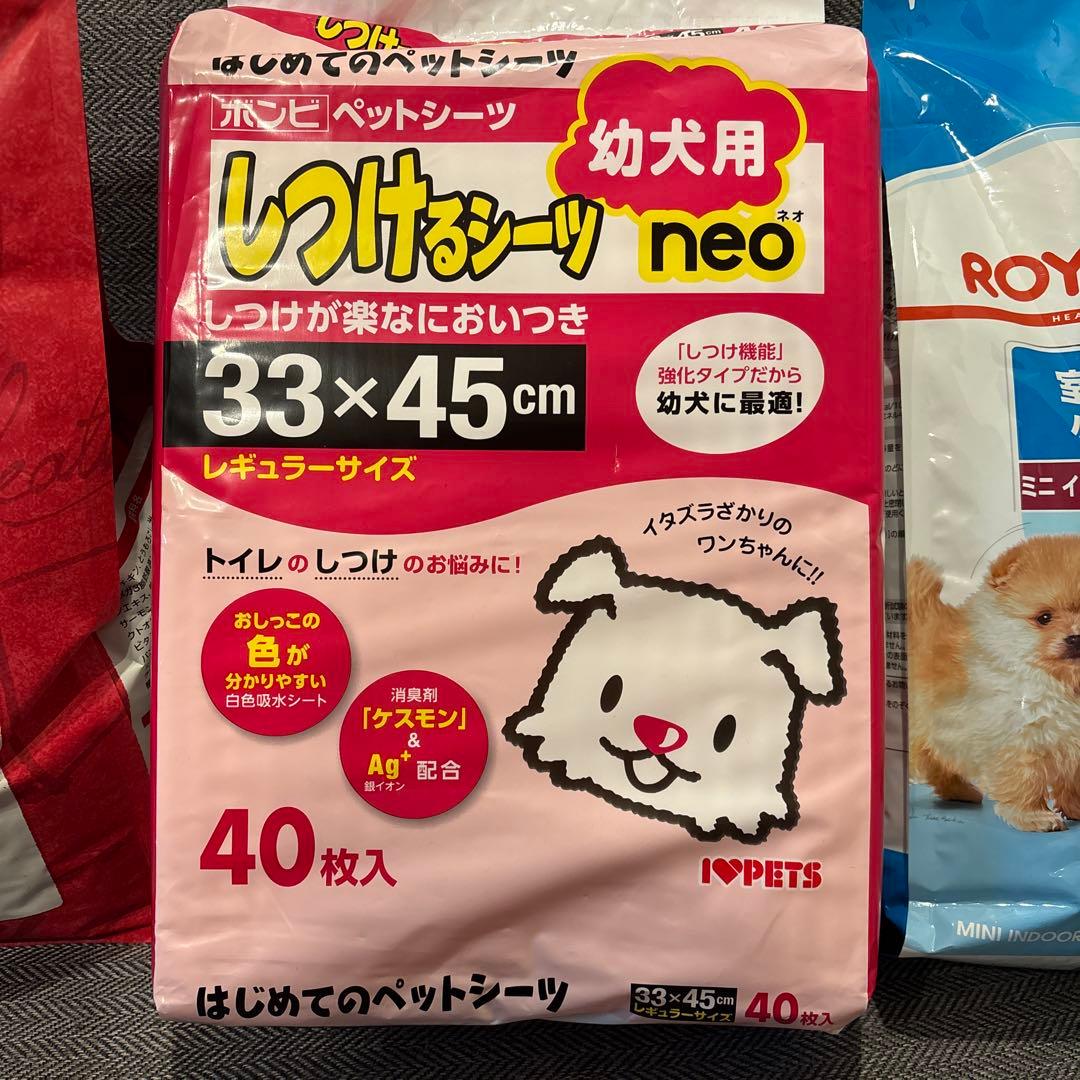 しつけ
33×45cm
はじめてのペットシーツ
ボンビ ペットシーツ
幼犬用
しつけるシーツ
ネオ
neo
しつけが楽なにおいつき
33×45cm
レギュラーサイズ
「しつけ機能」
強化タイプだから
幼犬に最適!
イタズラざかりの
ワンちゃんに!!
トイレのしつけのお悩みに!
おしっこの
色が
分かりやすい
白色吸水シート
消臭剤
「ケスモン」
&
Ag+配合
銀イオン
40枚入
I♥PETS
はじめてのペットシーツ
33×45cm
レギュラーサイズ
40枚入
ROY
HEA
ミニ イ
MINI INDOOR